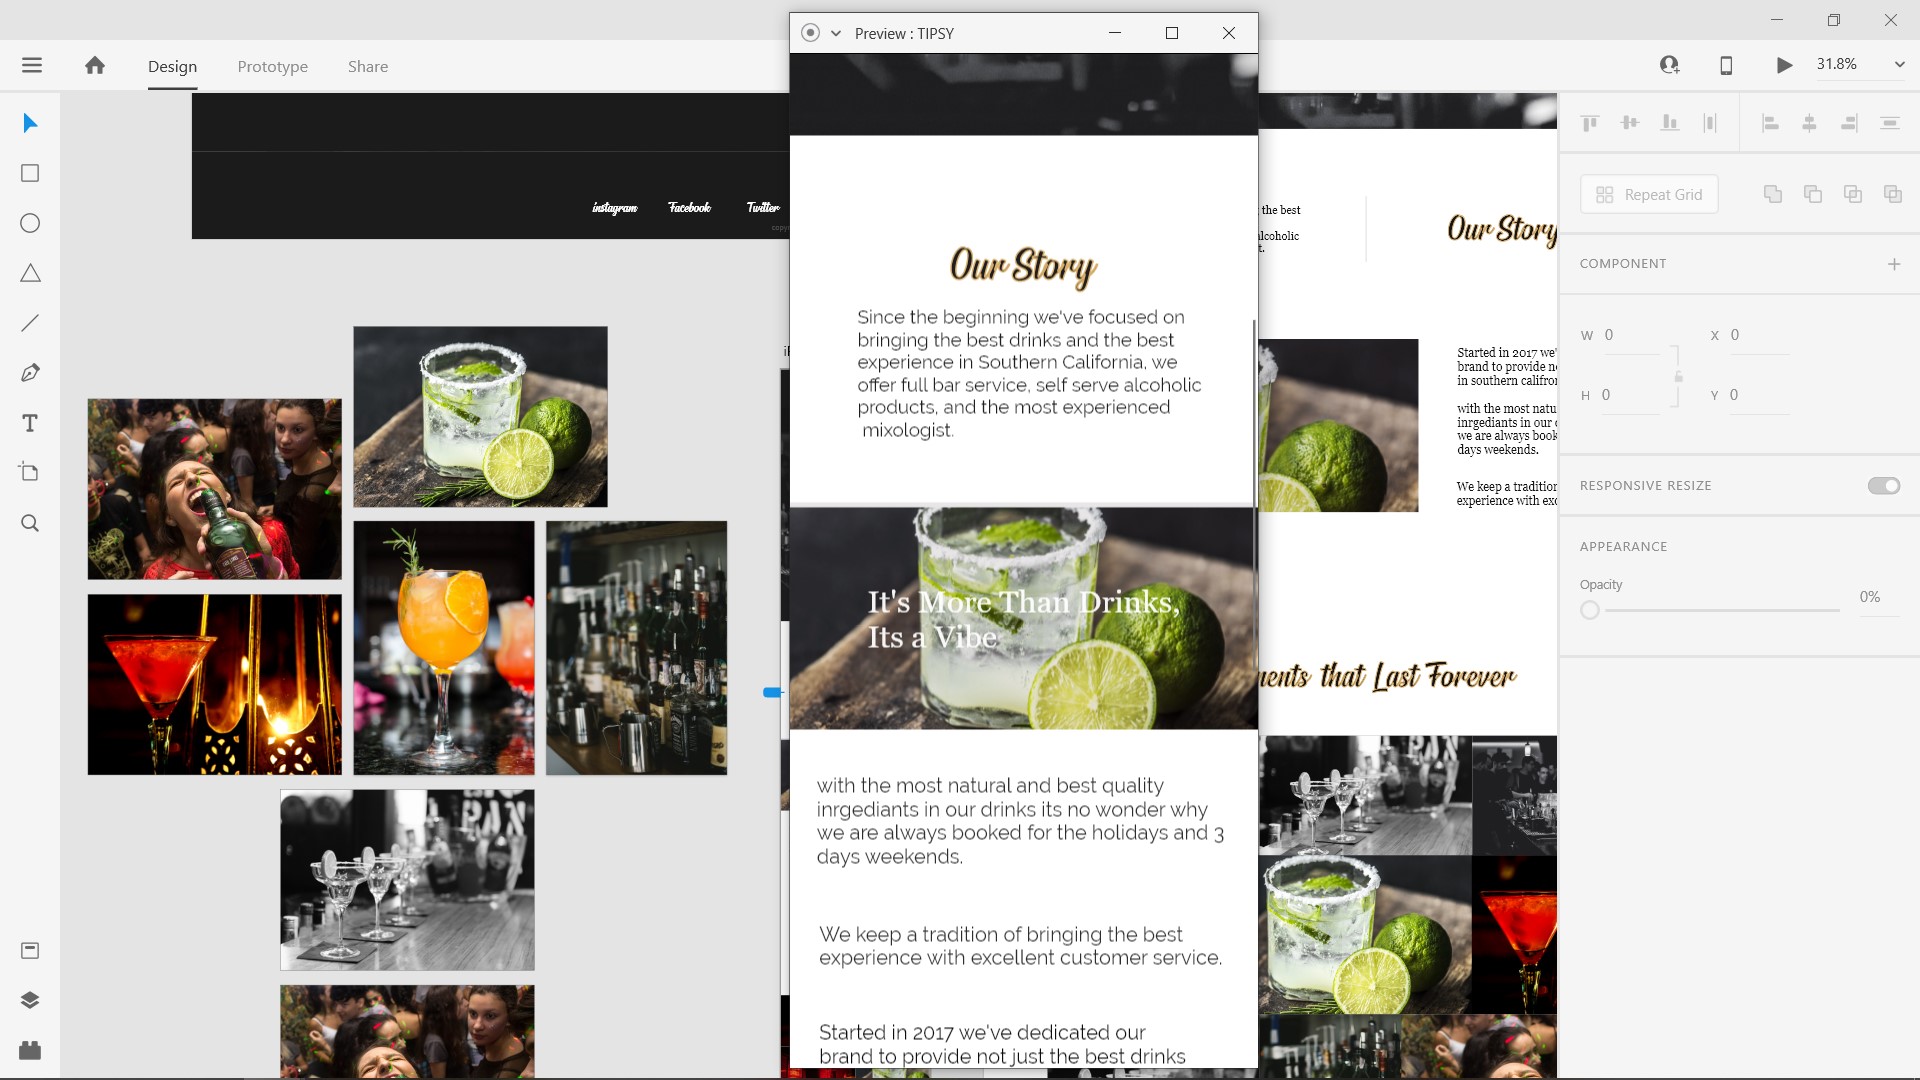 Preview : TIPSY
Design
Prototype
Share
31.8%
instagram
Facebook
Twitter
Our Story
Since the beginning we've focused on
bringing the best drinks and the best
experience in Southern California, we
offer full bar service, self serve alcoholic
products, and the most experienced
mixologist.
It's More Than Drinks,
Its a Vibe
with the most natural and best quality
inrgediants in our drinks its no wonder why
we are always booked for the holidays and 3
days weekends.
We keep a tradition of bringing the best
experience with excellent customer service.
Started in 2017 we've dedicated our
brand to provide not just the best drinks
the best
alcoholic
Our Story
Started in 2017 we'
brand to provide n
in southern califror
with the most natu
inrgediants in our
we are always book
days weekends.
We keep a tradition
experience with exc
that Last Forever
Repeat Grid
COMPONENT
W 0
X 0
H 0
Y 0
RESPONSIVE RESIZE
APPEARANCE
Opacity
0%